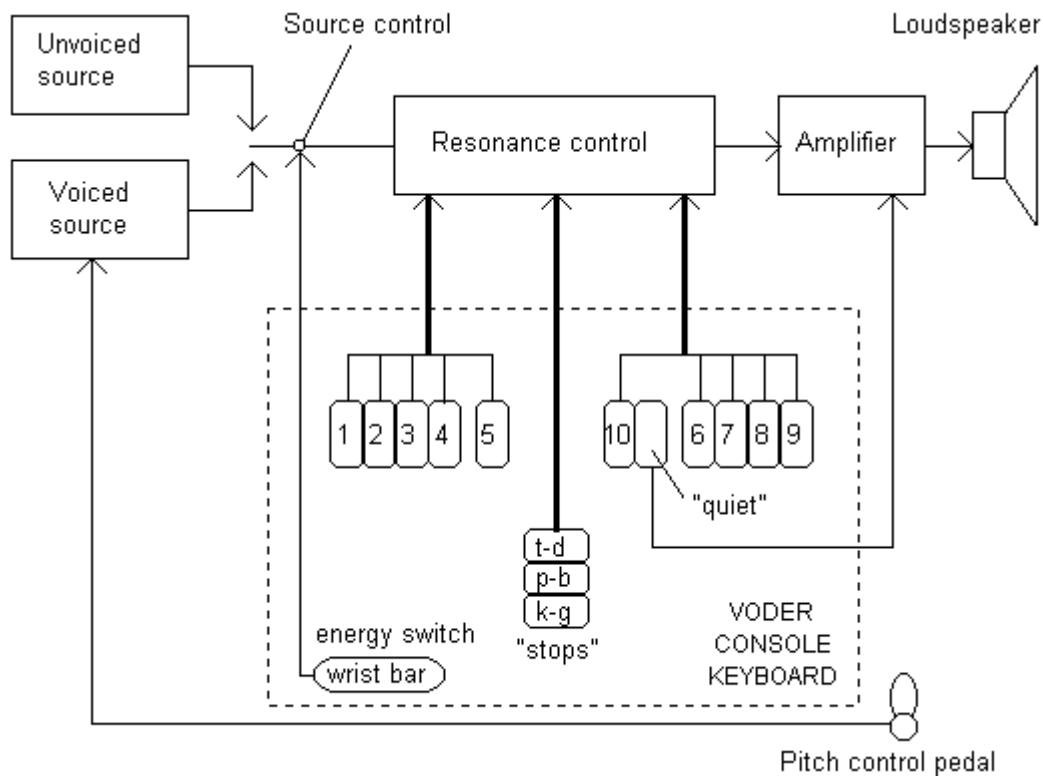 Source control
Loudspeaker
Unvoiced
source
Resonance control
Amplifier
Voiced
source
1 2 3 4 5 10 6 7 8 9
"quiet"
t-d
p-b
k-g
"stops"
energy switch
wrist bar
VODER
CONSOLE
KEYBOARD
Pitch control pedal